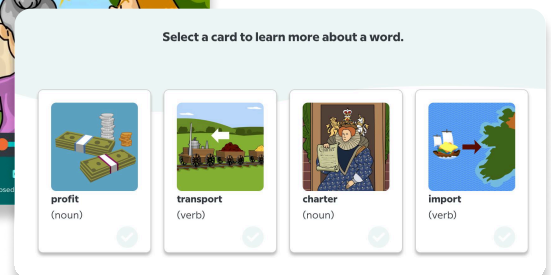 Select a card to learn more about a word.
profit
(noun)
transport
(verb)
charter
(noun)
import
(verb)